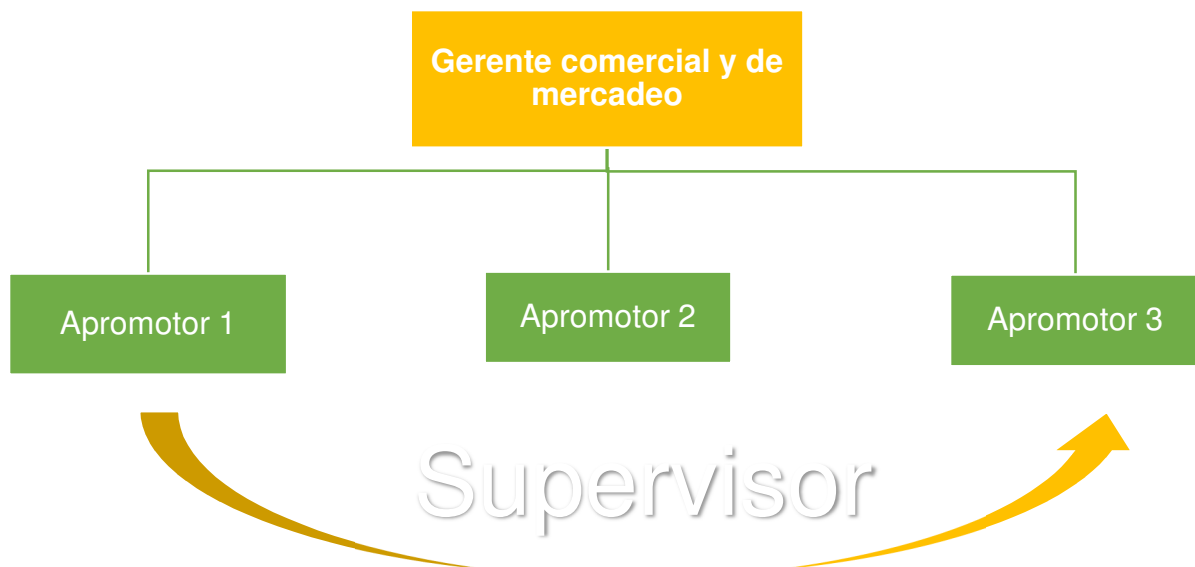 Gerente comercial y de
mercadeo
Apromotor 1
Apromotor 2
Apromotor 3
Supervisor